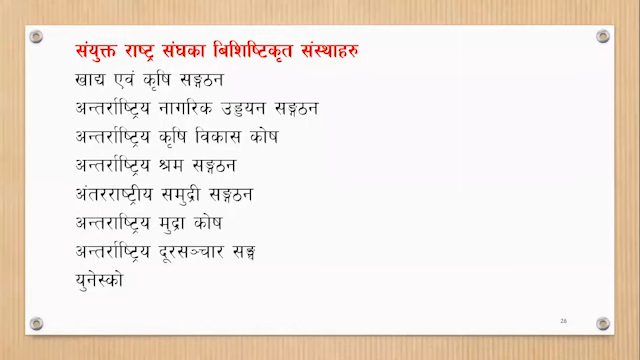 संयुक्त राष्ट्र संघका बिशिष्टिकृत संस्थाहरु
खाद्य एवं कृषि सङ्गठन
अन्तर्राष्ट्रिय नागरिक उड्डयन सङ्गठन
अन्तर्राष्ट्रिय कृषि विकास कोष
अन्तर्राष्ट्रिय श्रम सङ्गठन
अंतरराष्ट्रीय समुद्री सङ्गठन
अन्तराष्ट्रिय मुद्रा कोष
अन्तर्राष्ट्रिय दूरसञ्चार सङ्घ
युनेस्को
26